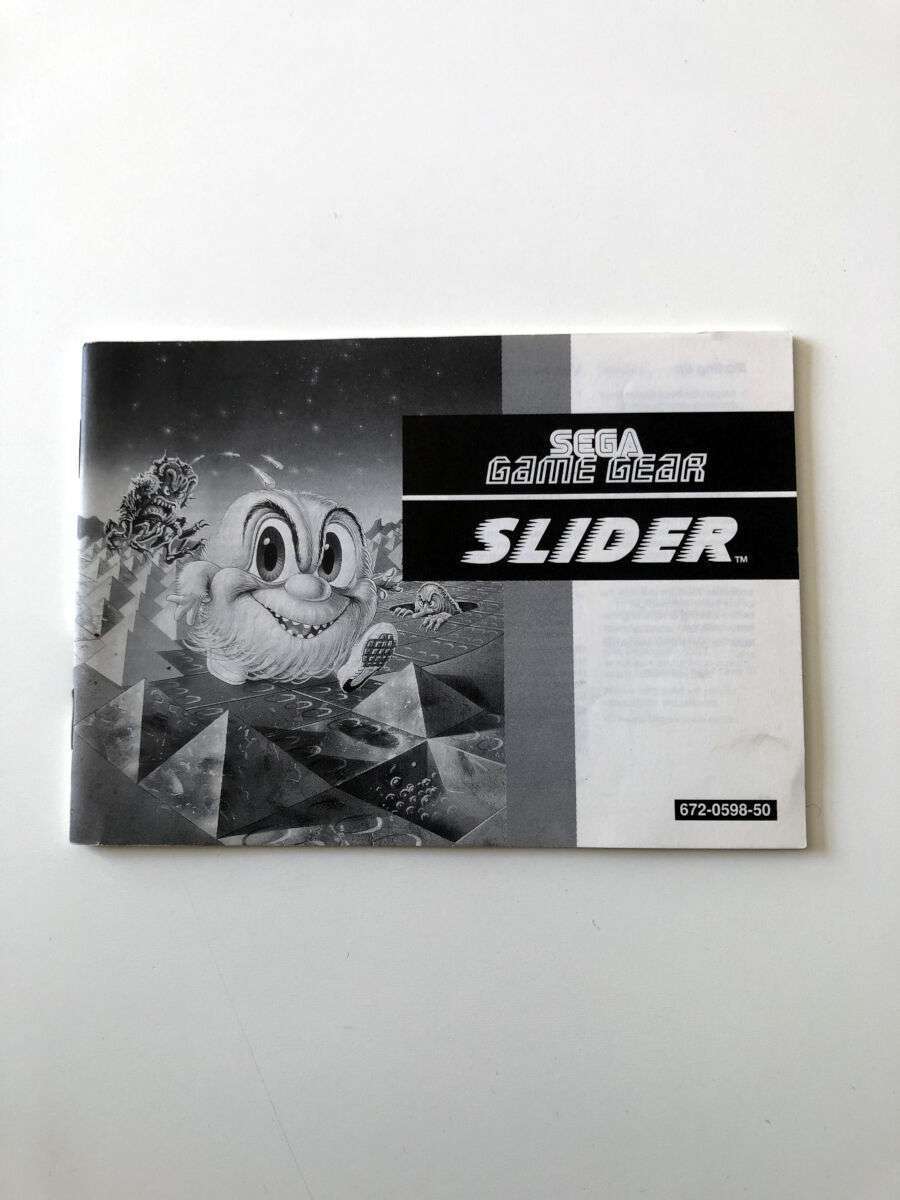 SEGA
GAME GEAR
SLIDER™
672-0598-50